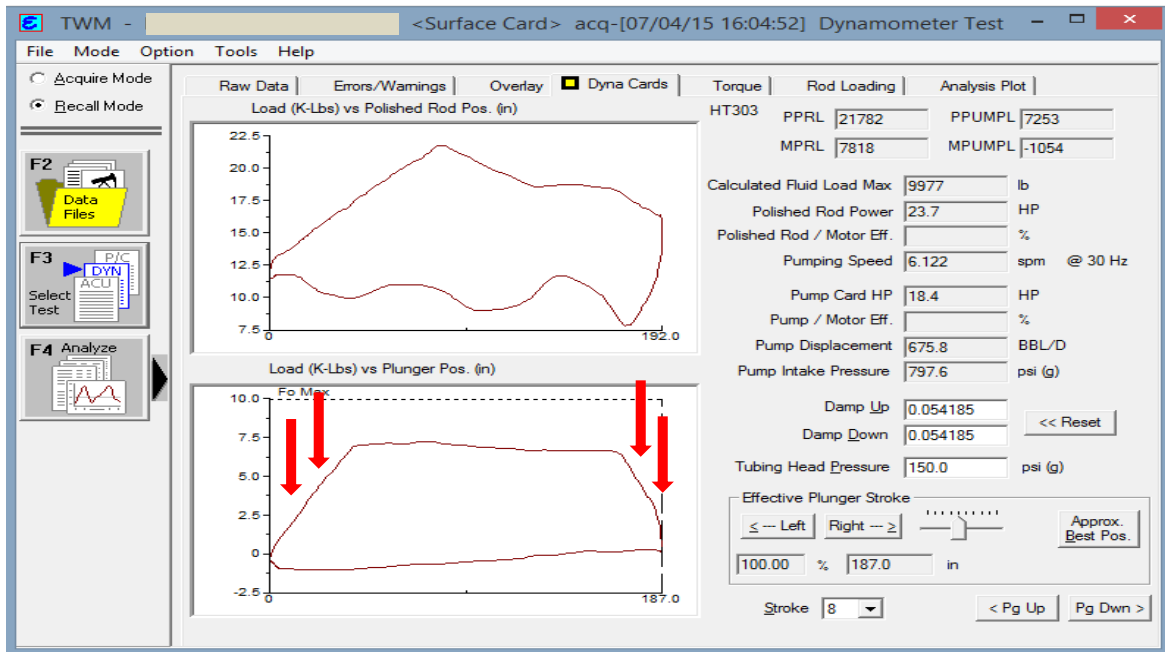 TWM - <Surface Card> acq-[07/04/15 16:04:52] Dynamometer Test
File Mode Option Tools Help
Acquire Mode
Recall Mode
F2
Data
Files
F3
P/C
DYN
ACU
Select
Test
F4 Analyze
Raw Data Errors/Warnings Overlay Dyna Cards Torque Rod Loading Analysis Plot
Load (K-Lbs) vs Polished Rod Pos. (in)
22.5
20.0
17.5
15.0
12.5
10.0
7.5
0 192.0
Load (K-Lbs) vs Plunger Pos. (in)
Fo Max
10.0
7.5
5.0
2.5
0
-2.5
0 187.0
HT303 PPRL 21782 PPUMPL 7253
MPRL 7818 MPUMPL -1054
Calculated Fluid Load Max 9977 lb
Polished Rod Power 23.7 HP
Polished Rod / Motor Eff. %
Pumping Speed 6.122 spm @ 30 Hz
Pump Card HP 18.4 HP
Pump / Motor Eff. %
Pump Displacement 675.8 BBL/D
Pump Intake Pressure 797.6 psi (g)
Damp Up 0.054185
<< Reset
Damp Down 0.054185
Tubing Head Pressure 150.0 psi (g)
Effective Plunger Stroke
< --- Left Right --- >
Approx.
Best Pos.
100.00 % 187.0 in
Stroke 8 < Pg Up Pg Dwn >